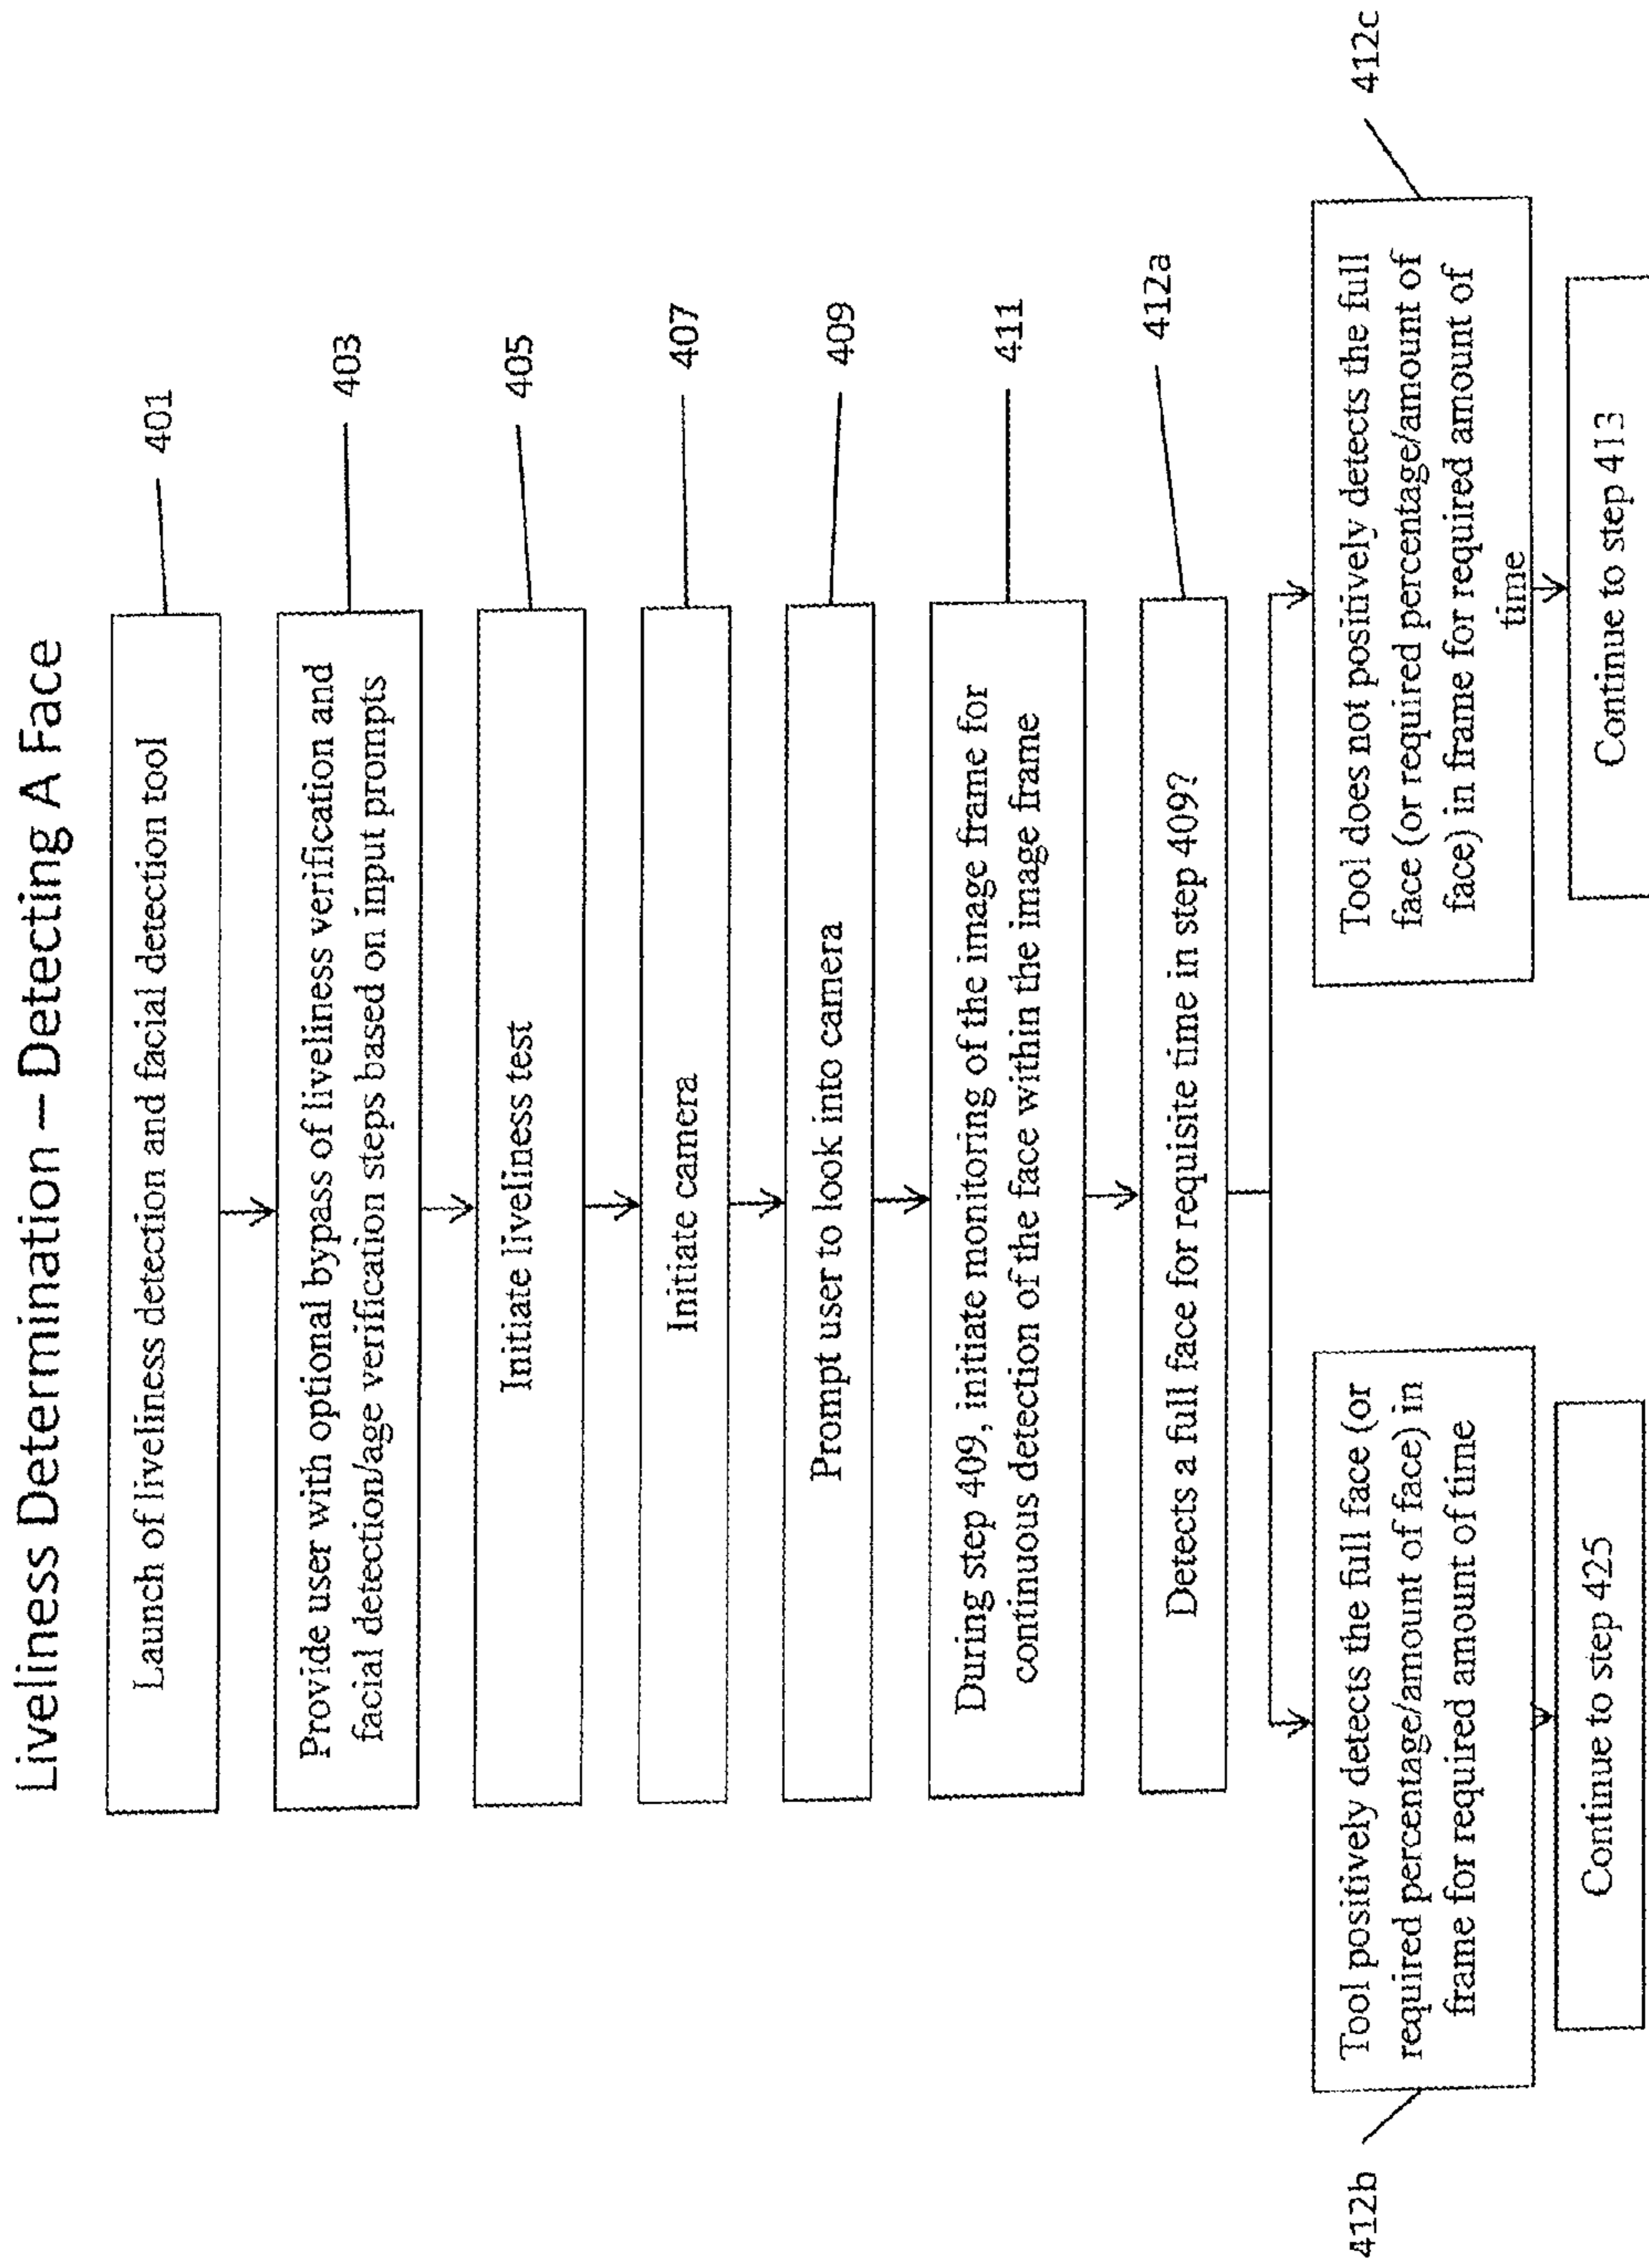 Liveliness Determination – Detecting A Face
Launch of liveliness detection and facial detection tool
401
Provide user with optional bypass of liveliness verification and
facial detection/age verification steps based on input prompts
403
Initiate liveliness test
405
Initiate camera
407
Prompt user to look into camera
409
During step 409, initiate monitoring of the image frame for
continuous detection of the face within the image frame
411
Detects a full face for requisite time in step 409?
412a
412b
Tool positively detects the full face (or
required percentage/amount of face) in
frame for required amount of time
Continue to step 425
412c
Tool does not positively detects the full
face (or required percentage/amount of
face) in frame for required amount of
time
Continue to step 413